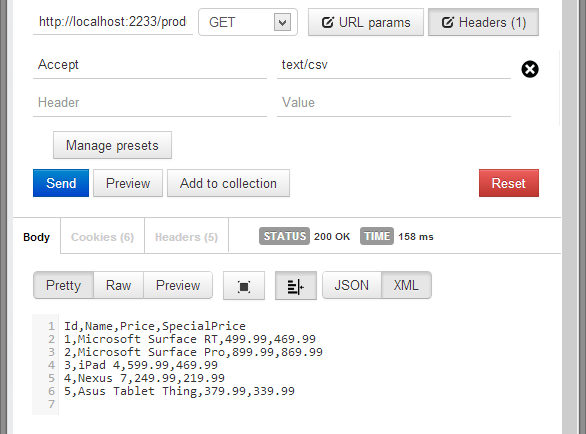 http://localhost:2233/prod GET URL params Headers (1)
Accept text/csv
Header Value
Manage presets
Send Preview Add to collection Reset
Body Cookies (6) Headers (5) STATUS 200 OK TIME 158 ms
Pretty Raw Preview JSON XML
1 Id,Name,Price,SpecialPrice
2 1,Microsoft Surface RT,499.99,469.99
3 2,Microsoft Surface Pro,899.99,869.99
4 3,iPad 4,599.99,469.99
5 4,Nexus 7,249.99,219.99
6 5,Asus Tablet Thing,379.99,339.99
7